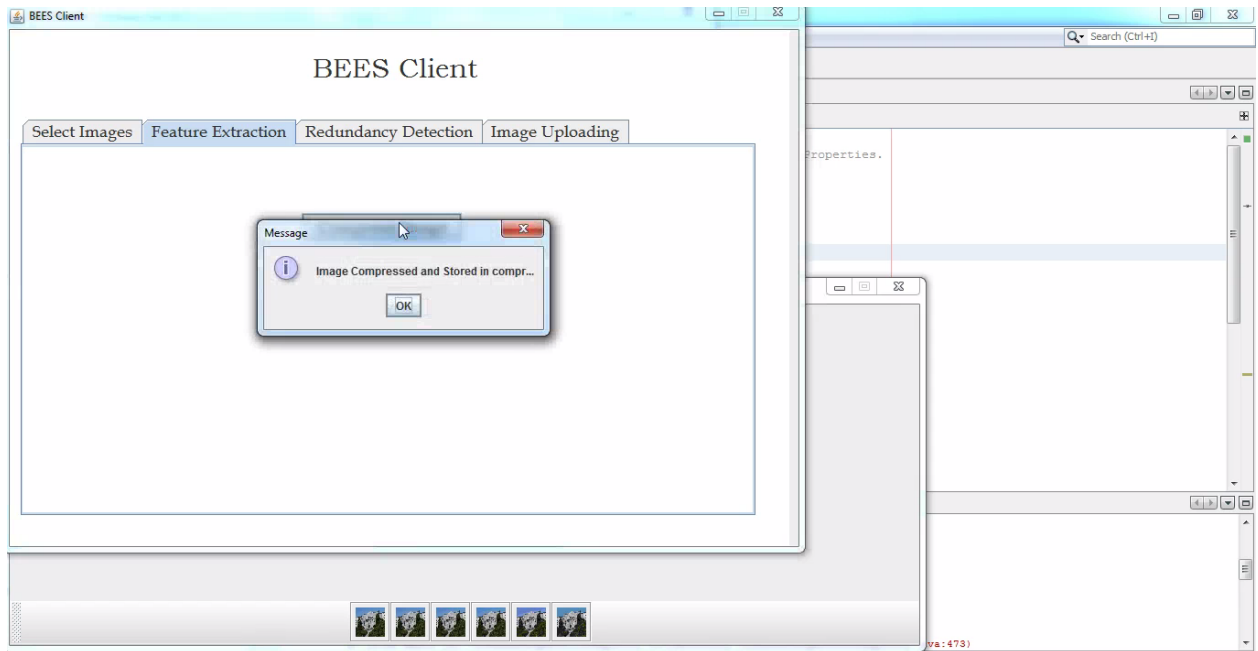 BEES Client
Search (Ctrl+I)
BEES Client
Select Images Feature Extraction Redundancy Detection Image Uploading
Properties.
Message
Image Compressed and Stored in compr...
OK
va:473)